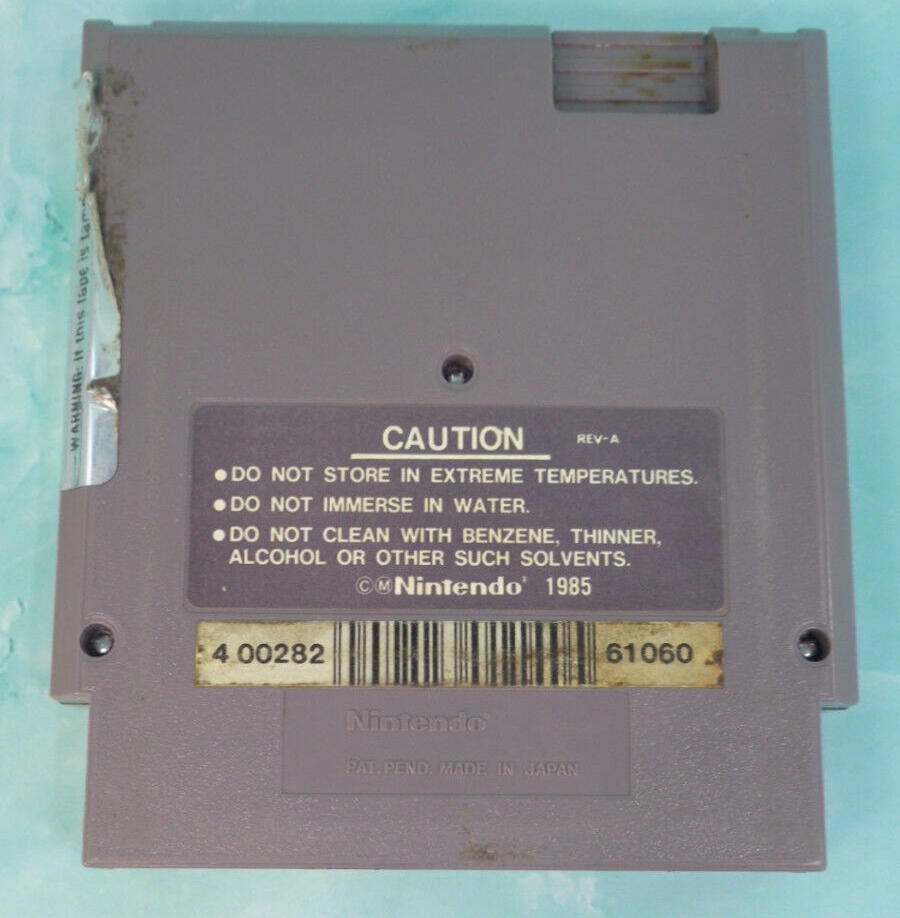 WARNING: If this tape is
CAUTION REV-A
●DO NOT STORE IN EXTREME TEMPERATURES.
●DO NOT IMMERSE IN WATER.
●DO NOT CLEAN WITH BENZENE, THINNER,
ALCOHOL OR OTHER SUCH SOLVENTS.
ⒸⓂNintendo® 1985
4 00282 61060
Nintendo®
PAT. PEND. MADE IN JAPAN